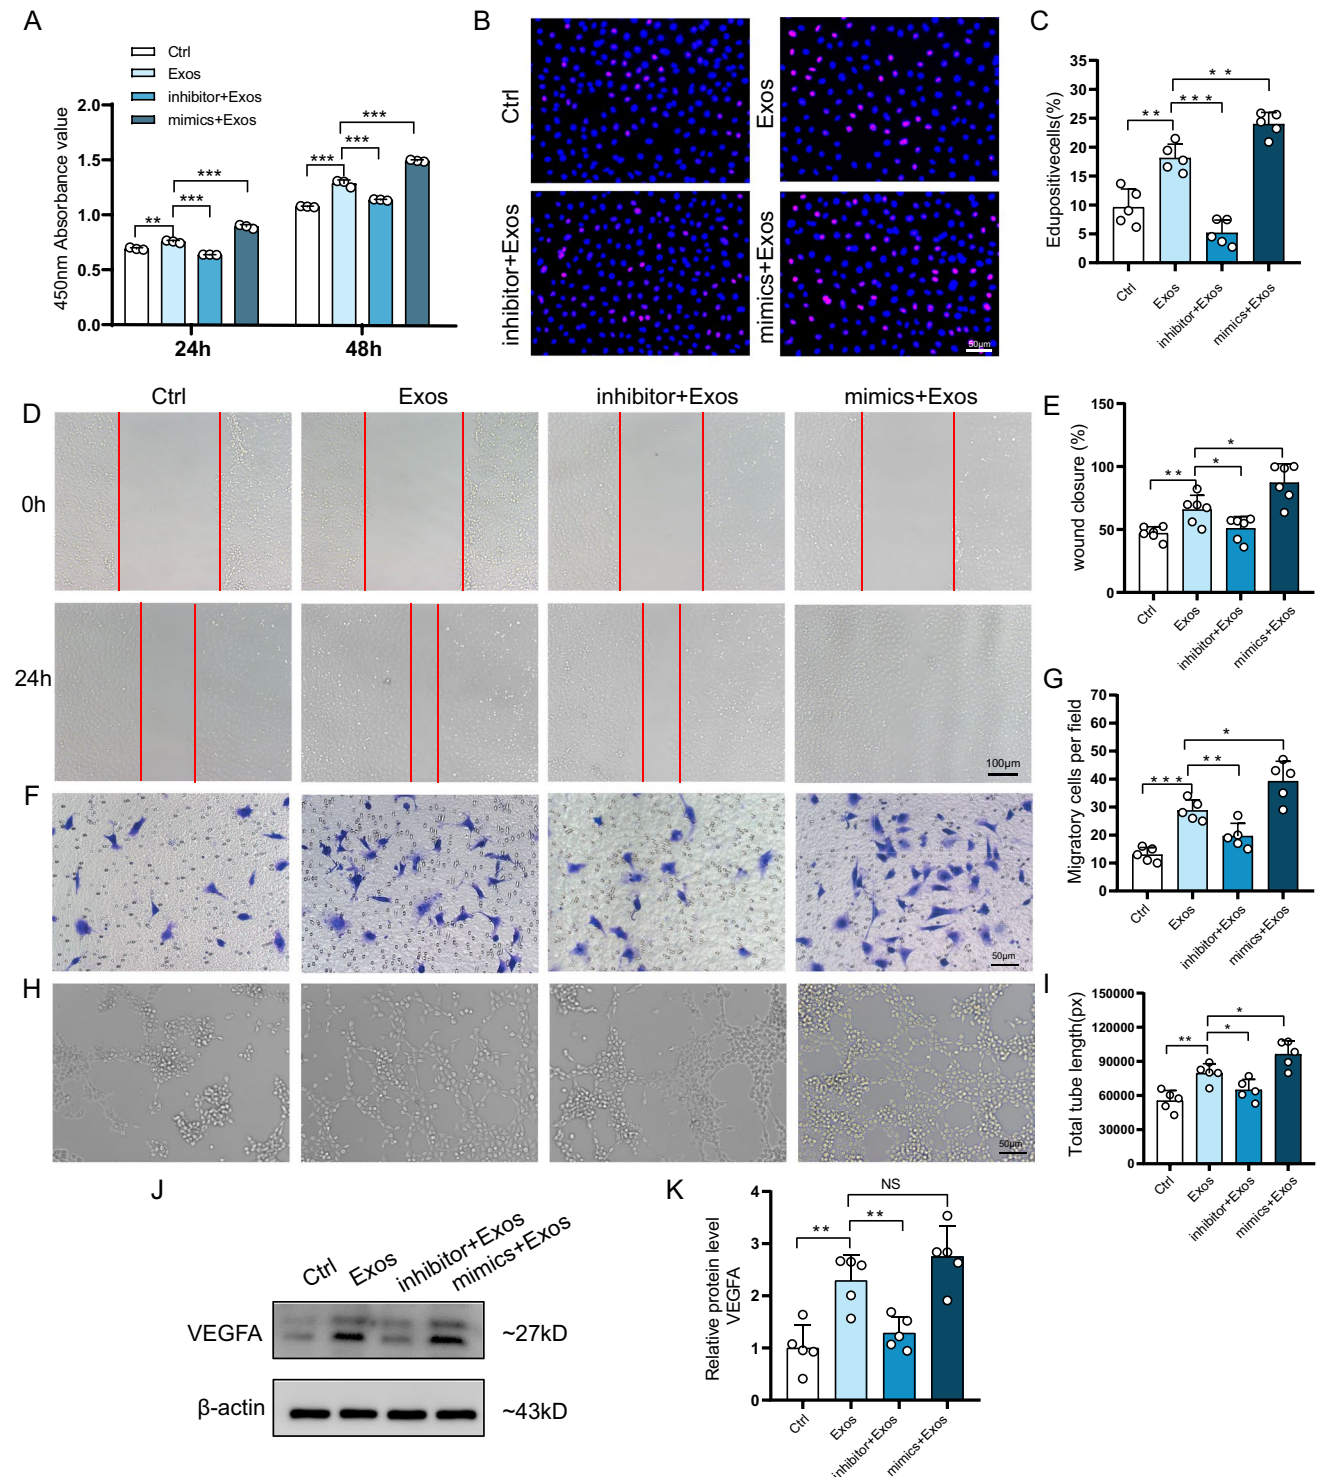 A
Ctrl
Exos
inhibitor+Exos
mimics+Exos
450nm Absorbance value
2.0
1.5
1.0
0.5
0.0
** *** *** *** *** ***
24h 48h
B
Ctrl
Exos
inhibitor+Exos
mimics+Exos
50μm
C
Edupositivecells(%)
35
30
25
20
15
10
5
0
** *** **
Ctrl Exos inhibitor+Exos mimics+Exos
D
Ctrl Exos inhibitor+Exos mimics+Exos
0h
24h
100μm
E
wound closure (%)
150
100
50
0
** * *
Ctrl Exos inhibitor+Exos mimics+Exos
F
50μm
G
Migratory cells per field
70
60
50
40
30
20
10
0
*** ** *
Ctrl Exos inhibitor+Exos mimics+Exos
H
50μm
I
Total tube length(px)
150000
120000
90000
60000
30000
0
** * *
Ctrl Exos inhibitor+Exos mimics+Exos
J
Ctrl Exos inhibitor+Exos mimics+Exos
VEGFA ~27kD
β-actin ~43kD
K
Relative protein level
VEGFA
4
3
2
1
0
** ** NS
Ctrl Exos inhibitor+Exos mimics+Exos